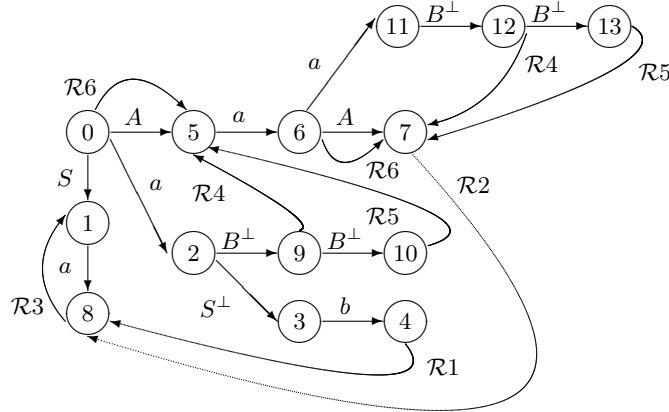 11 B⊥ 12 B⊥ 13
a R4 R5
R6
0 A 5 a 6 A 7
S a R4 R6 R2
1 R5
a 2 B⊥ 9 B⊥ 10
R3 8 S⊥ 3 b 4
R1